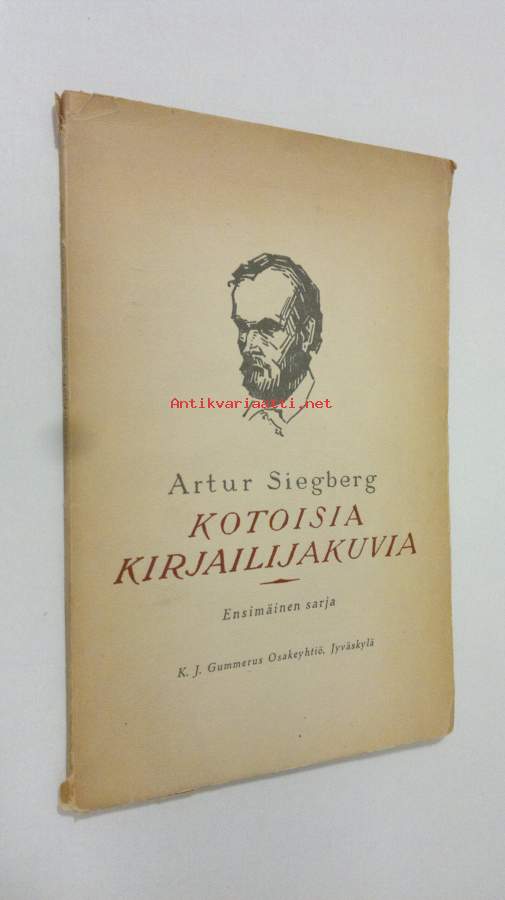 Antikvariaatti.net
Artur Siegberg
KOTOISIA
KIRJAILIJAKUVIA
Ensimäinen sarja
K. J. Gummerus Osakeyhtiö, Jyväskylä